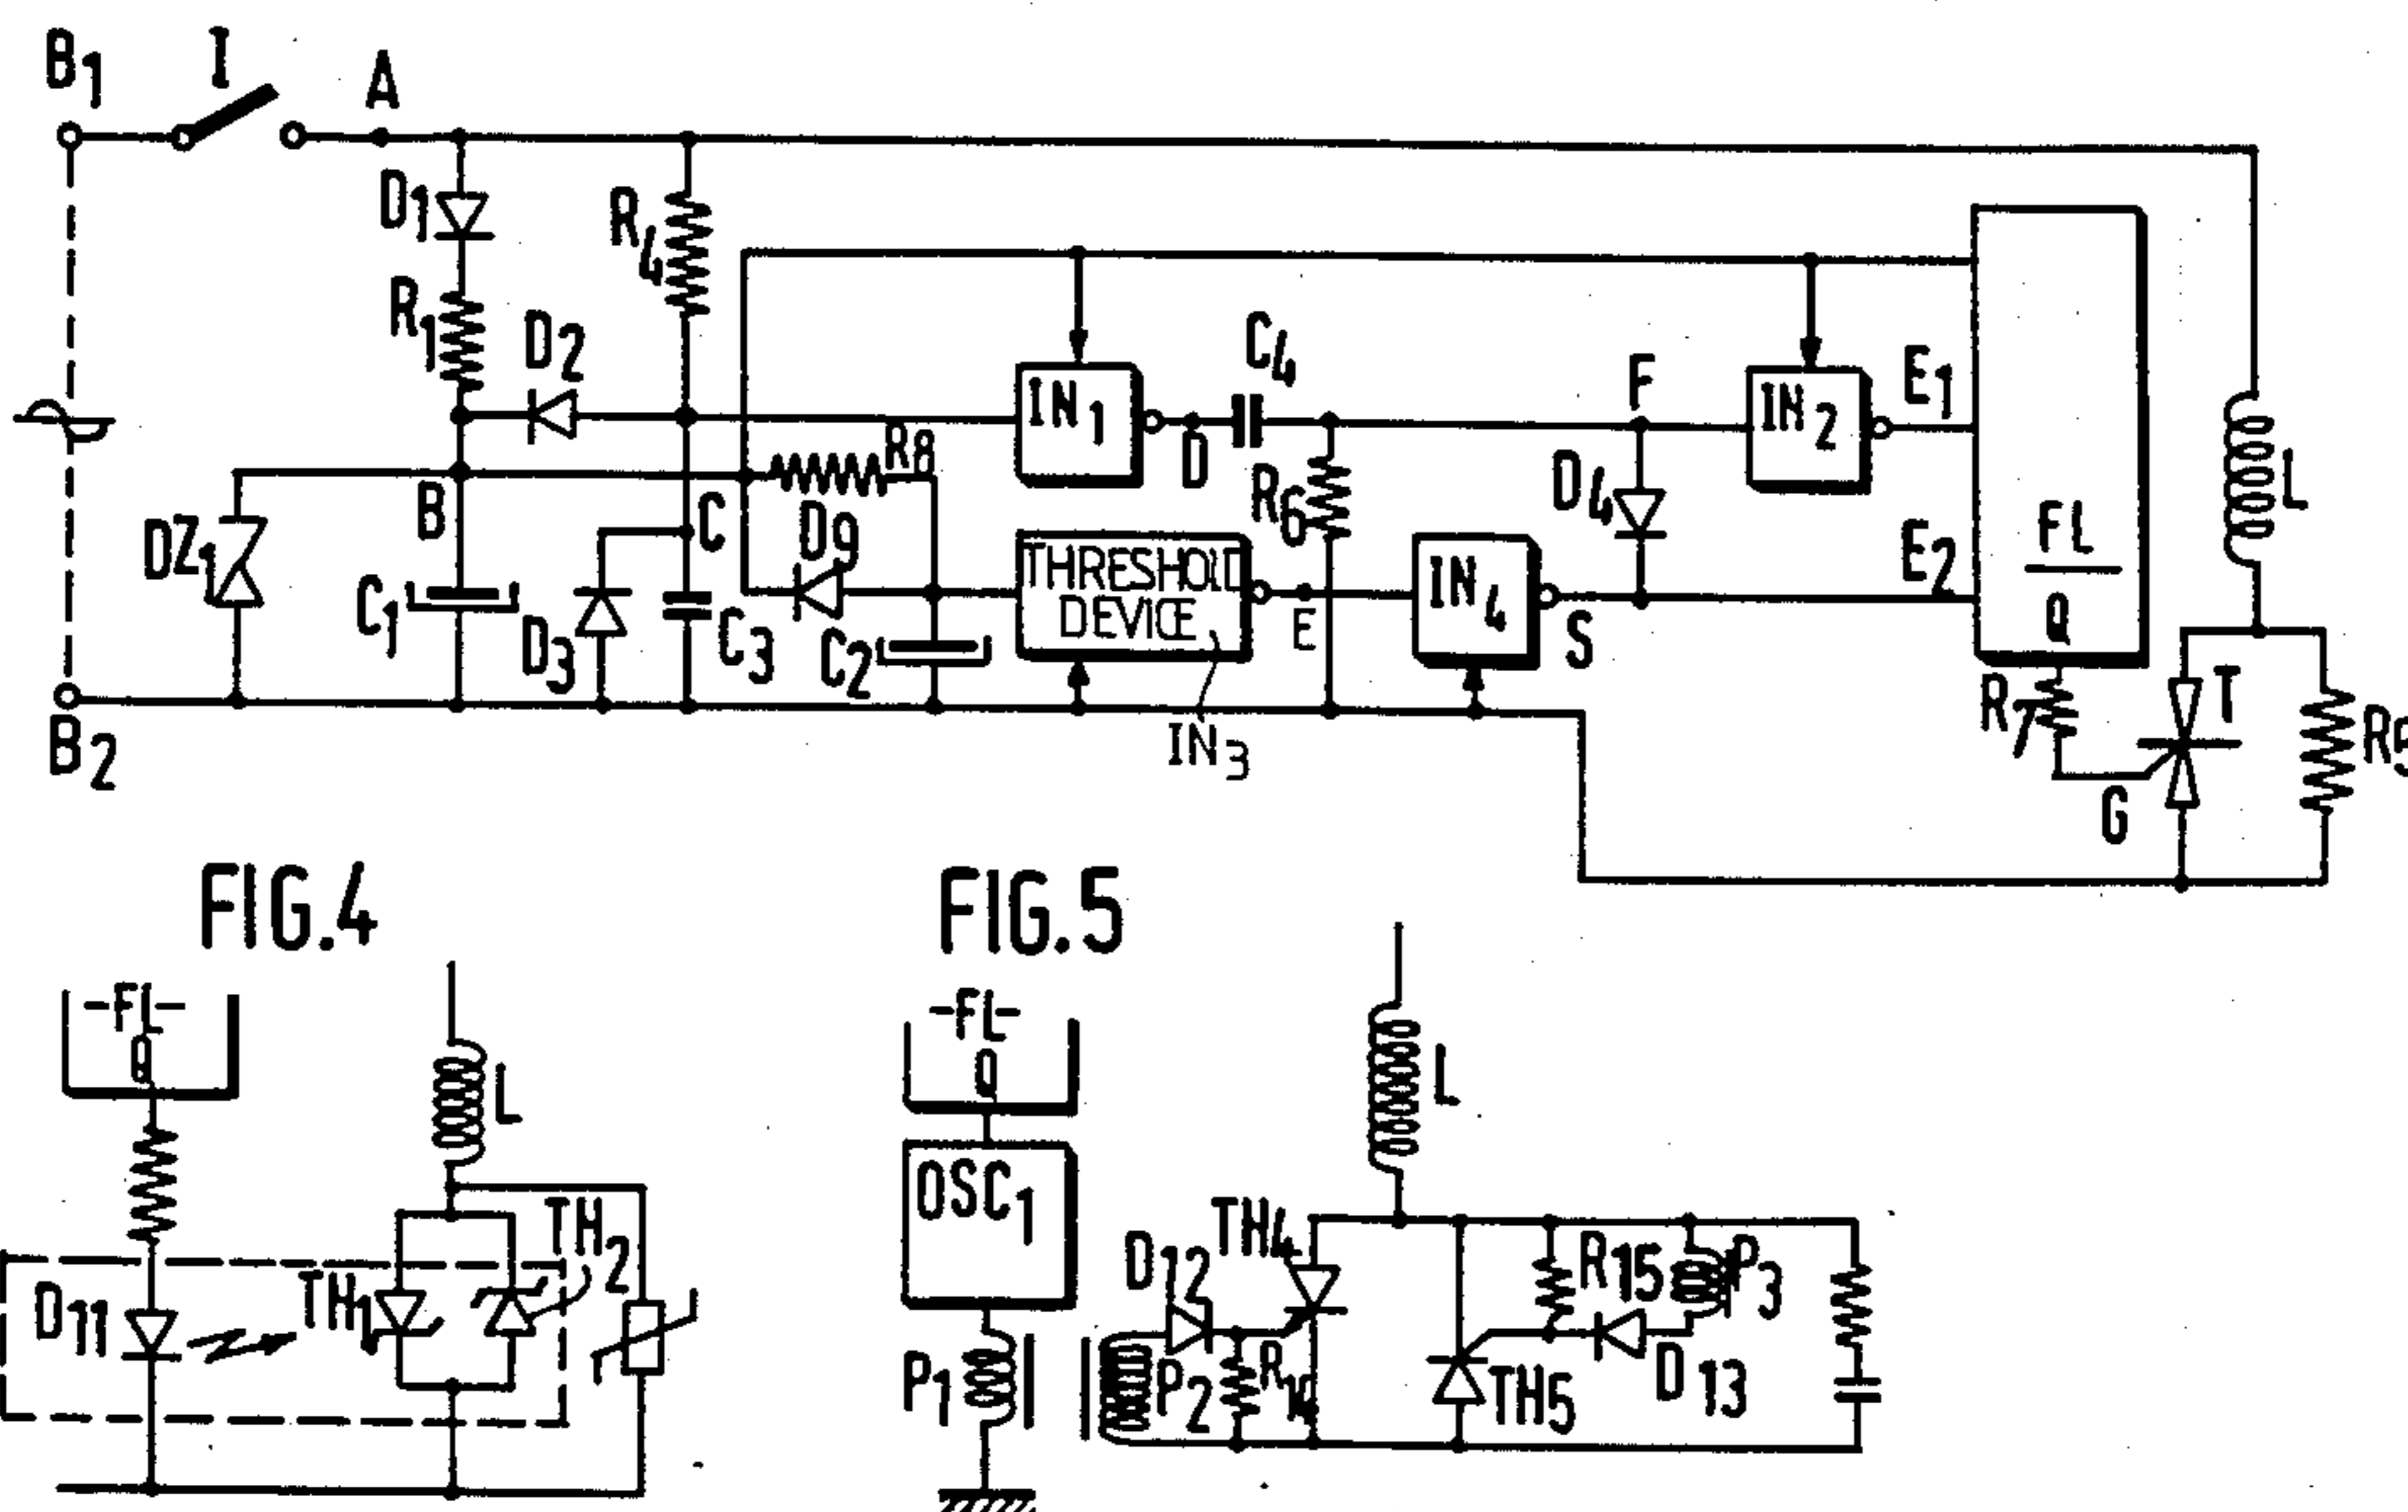 B1 I A
D1 R4
R1 D2 C4 F E1
IN1 IN2
D
R8
B C D9 R6 D4 FL L
DZ1 E2
THRESHOLD IN4
DEVICE Q
C1 D3 C3 C2 E S
R7 T
B2 IN3 G
FIG.4 FIG.5
-FL- -FL-
Q Q
L L
OSC1
TH2 TH4
D11 TH1 D12 R15 P3
P1 P2 TH5 D13